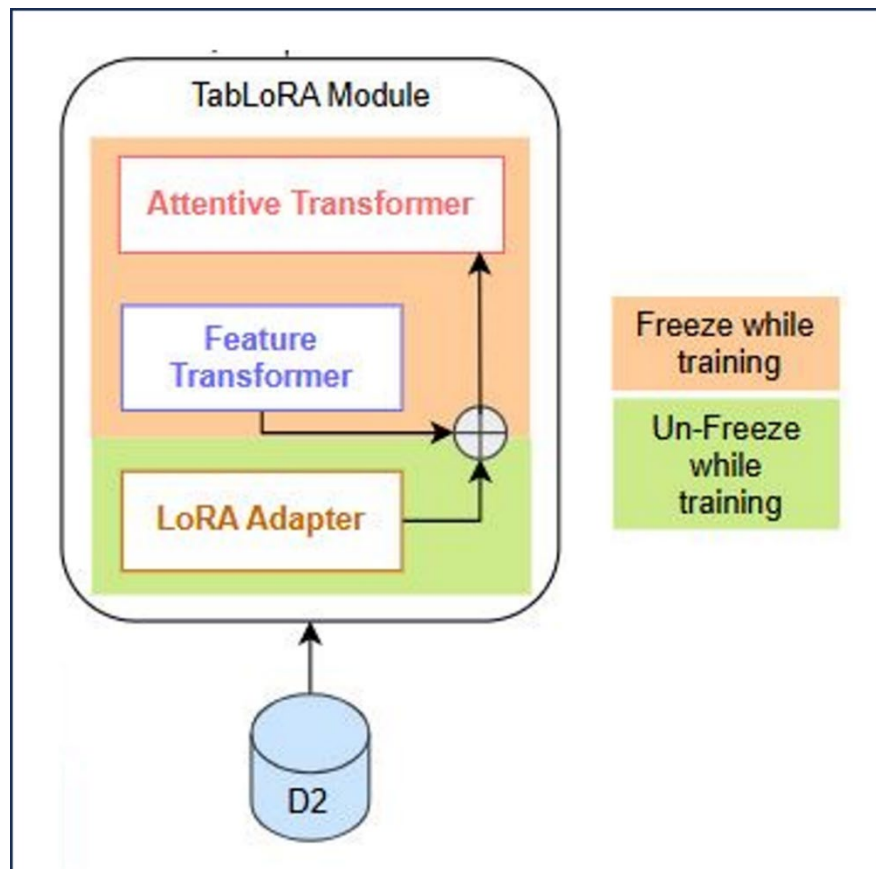 TabLoRA Module
Attentive Transformer
Feature
Transformer
LoRA Adapter
D2
Freeze while
training
Un-Freeze
while
training